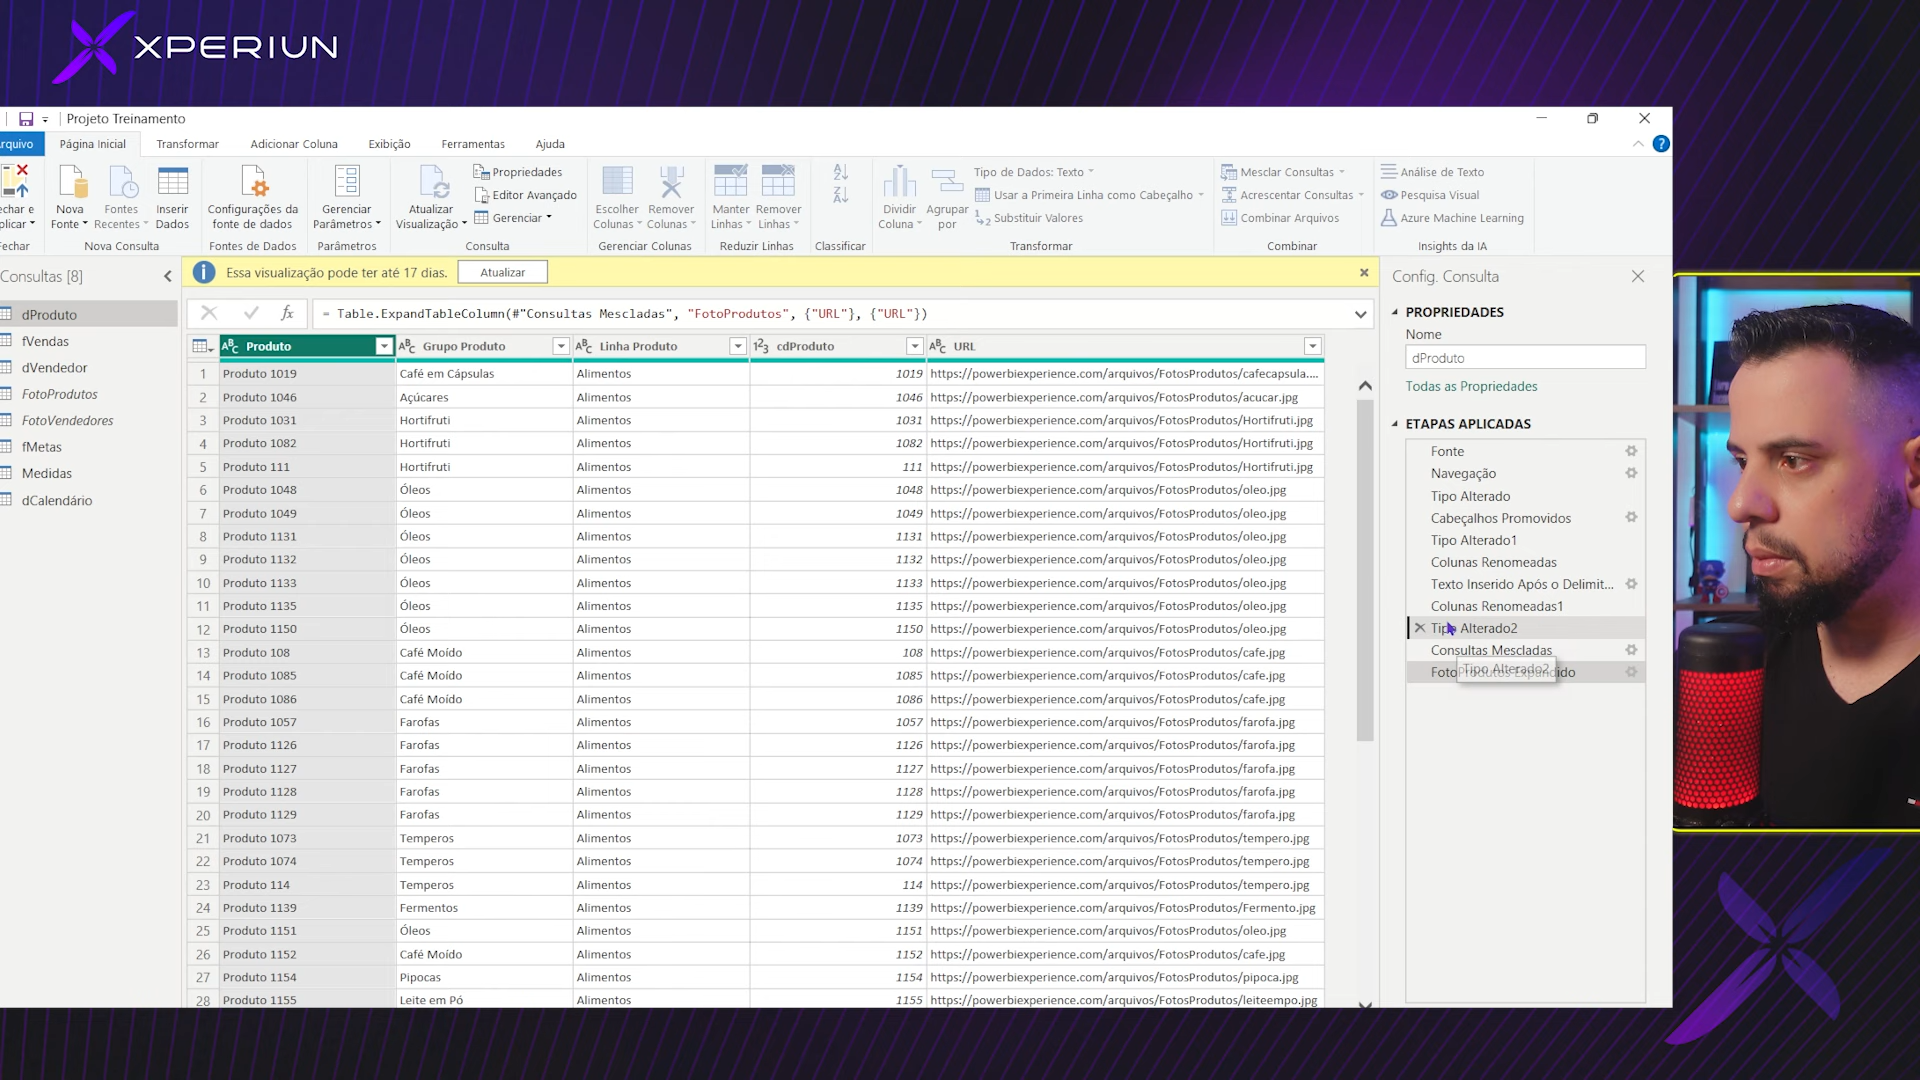 XPERIUN
Projeto Treinamento
Página Inicial Transformar Adicionar Coluna Exibição Ferramentas Ajuda
Nova Fonte Fontes Recentes Inserir Dados
Nova Consulta
Configurações da fonte de dados
Fontes de Dados
Gerenciar Parâmetros
Parâmetros
Atualizar Visualização
Propriedades
Editor Avançado
Gerenciar
Consulta
Escolher Colunas Remover Colunas
Gerenciar Colunas
Manter Linhas Remover Linhas
Reduzir Linhas
Classificar
Dividir Coluna Agrupar por
Tipo de Dados: Texto
Usar a Primeira Linha como Cabeçalho
Substituir Valores
Transformar
Mesclar Consultas
Acrescentar Consultas
Combinar Arquivos
Combinar
Análise de Texto
Pesquisa Visual
Azure Machine Learning
Insights da IA
Consultas [8]
dProduto
fVendas
dVendedor
FotoProdutos
FotoVendedores
fMetas
Medidas
dCalendário
Essa visualização pode ter até 17 dias. Atualizar
= Table.ExpandTableColumn(#"Consultas Mescladas", "FotoProdutos", {"URL"}, {"URL"})
Produto Grupo Produto Linha Produto cdProduto URL
1 Produto 1019 Café em Cápsulas Alimentos 1019 https://powerbiexperience.com/arquivos/FotosProdutos/cafecapsula....
2 Produto 1046 Açúcares Alimentos 1046 https://powerbiexperience.com/arquivos/FotosProdutos/acucar.jpg
3 Produto 1031 Hortifruti Alimentos 1031 https://powerbiexperience.com/arquivos/FotosProdutos/Hortifruti.jpg
4 Produto 1082 Hortifruti Alimentos 1082 https://powerbiexperience.com/arquivos/FotosProdutos/Hortifruti.jpg
5 Produto 111 Hortifruti Alimentos 111 https://powerbiexperience.com/arquivos/FotosProdutos/Hortifruti.jpg
6 Produto 1048 Óleos Alimentos 1048 https://powerbiexperience.com/arquivos/FotosProdutos/oleo.jpg
7 Produto 1049 Óleos Alimentos 1049 https://powerbiexperience.com/arquivos/FotosProdutos/oleo.jpg
8 Produto 1131 Óleos Alimentos 1131 https://powerbiexperience.com/arquivos/FotosProdutos/oleo.jpg
9 Produto 1132 Óleos Alimentos 1132 https://powerbiexperience.com/arquivos/FotosProdutos/oleo.jpg
10 Produto 1133 Óleos Alimentos 1133 https://powerbiexperience.com/arquivos/FotosProdutos/oleo.jpg
11 Produto 1135 Óleos Alimentos 1135 https://powerbiexperience.com/arquivos/FotosProdutos/oleo.jpg
12 Produto 1150 Óleos Alimentos 1150 https://powerbiexperience.com/arquivos/FotosProdutos/oleo.jpg
13 Produto 108 Café Moído Alimentos 108 https://powerbiexperience.com/arquivos/FotosProdutos/cafe.jpg
14 Produto 1085 Café Moído Alimentos 1085 https://powerbiexperience.com/arquivos/FotosProdutos/cafe.jpg
15 Produto 1086 Café Moído Alimentos 1086 https://powerbiexperience.com/arquivos/FotosProdutos/cafe.jpg
16 Produto 1057 Farofas Alimentos 1057 https://powerbiexperience.com/arquivos/FotosProdutos/farofa.jpg
17 Produto 1126 Farofas Alimentos 1126 https://powerbiexperience.com/arquivos/FotosProdutos/farofa.jpg
18 Produto 1127 Farofas Alimentos 1127 https://powerbiexperience.com/arquivos/FotosProdutos/farofa.jpg
19 Produto 1128 Farofas Alimentos 1128 https://powerbiexperience.com/arquivos/FotosProdutos/farofa.jpg
20 Produto 1129 Farofas Alimentos 1129 https://powerbiexperience.com/arquivos/FotosProdutos/farofa.jpg
21 Produto 1073 Temperos Alimentos 1073 https://powerbiexperience.com/arquivos/FotosProdutos/tempero.jpg
22 Produto 1074 Temperos Alimentos 1074 https://powerbiexperience.com/arquivos/FotosProdutos/tempero.jpg
23 Produto 114 Temperos Alimentos 114 https://powerbiexperience.com/arquivos/FotosProdutos/tempero.jpg
24 Produto 1139 Fermentos Alimentos 1139 https://powerbiexperience.com/arquivos/FotosProdutos/Fermento.jpg
25 Produto 1151 Óleos Alimentos 1151 https://powerbiexperience.com/arquivos/FotosProdutos/oleo.jpg
26 Produto 1152 Café Moído Alimentos 1152 https://powerbiexperience.com/arquivos/FotosProdutos/cafe.jpg
27 Produto 1154 Pipocas Alimentos 1154 https://powerbiexperience.com/arquivos/FotosProdutos/pipoca.jpg
28 Produto 1155 Leite em Pó Alimentos 1155 https://powerbiexperience.com/arquivos/FotosProdutos/leiteempo.jpg
Config. Consulta
PROPRIEDADES
Nome
dProduto
Todas as Propriedades
ETAPAS APLICADAS
Fonte
Navegação
Tipo Alterado
Cabeçalhos Promovidos
Tipo Alterado1
Colunas Renomeadas
Texto Inserido Após o Delimit...
Colunas Renomeadas1
Tipo Alterado2
Consultas Mescladas
FotoProdutos Expandido
Tipo Alterado2